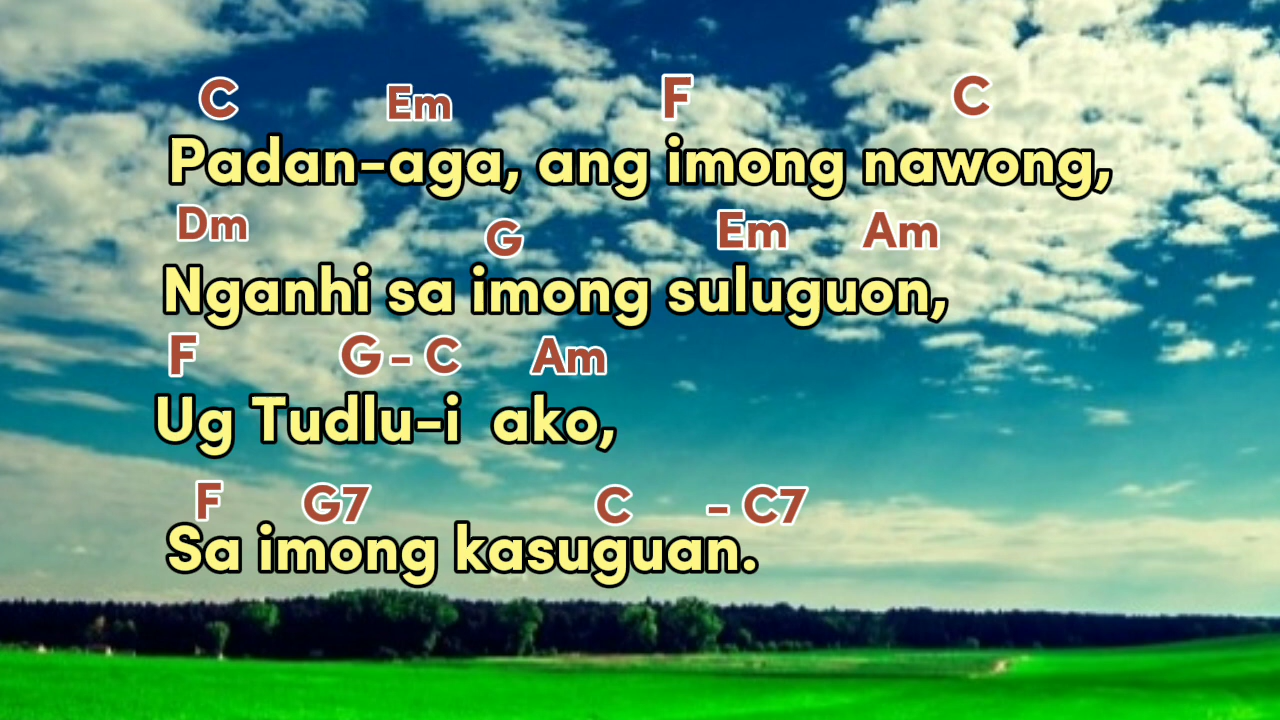 C Em F C
Padan-aga, ang imong nawong,
Dm G Em Am
Nganhi sa imong suluguon,
F G - C Am
Ug Tudlu-i ako,
F G7 C - C7
Sa imong kasuguan.